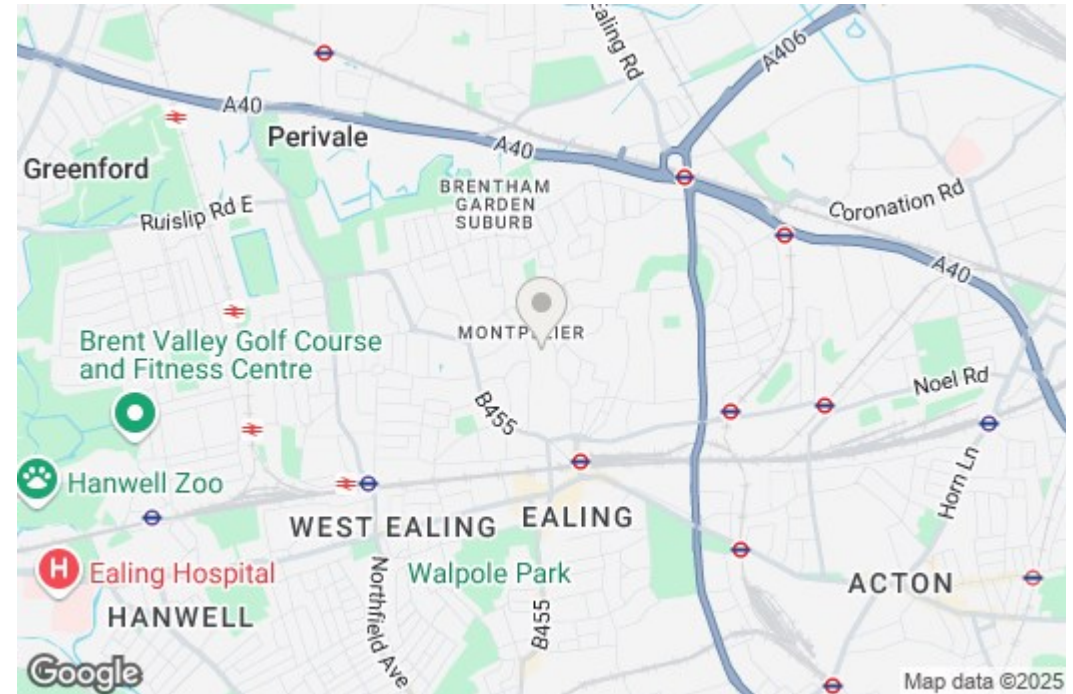 Ealing Rd
A406
A40
Perivale
A40
Greenford
BRENTHAM
GARDEN
SUBURB
Ruislip Rd E
Coronation Rd
A40
MONTP
IER
Brent Valley Golf Course
and Fitness Centre
Noel Rd
B455
Hanwell Zoo
Horn Ln
WEST EALING
EALING
H
Ealing Hospital
Walpole Park
ACTON
HANWELL
Northfield Ave
B455
Google
Map data ©2025